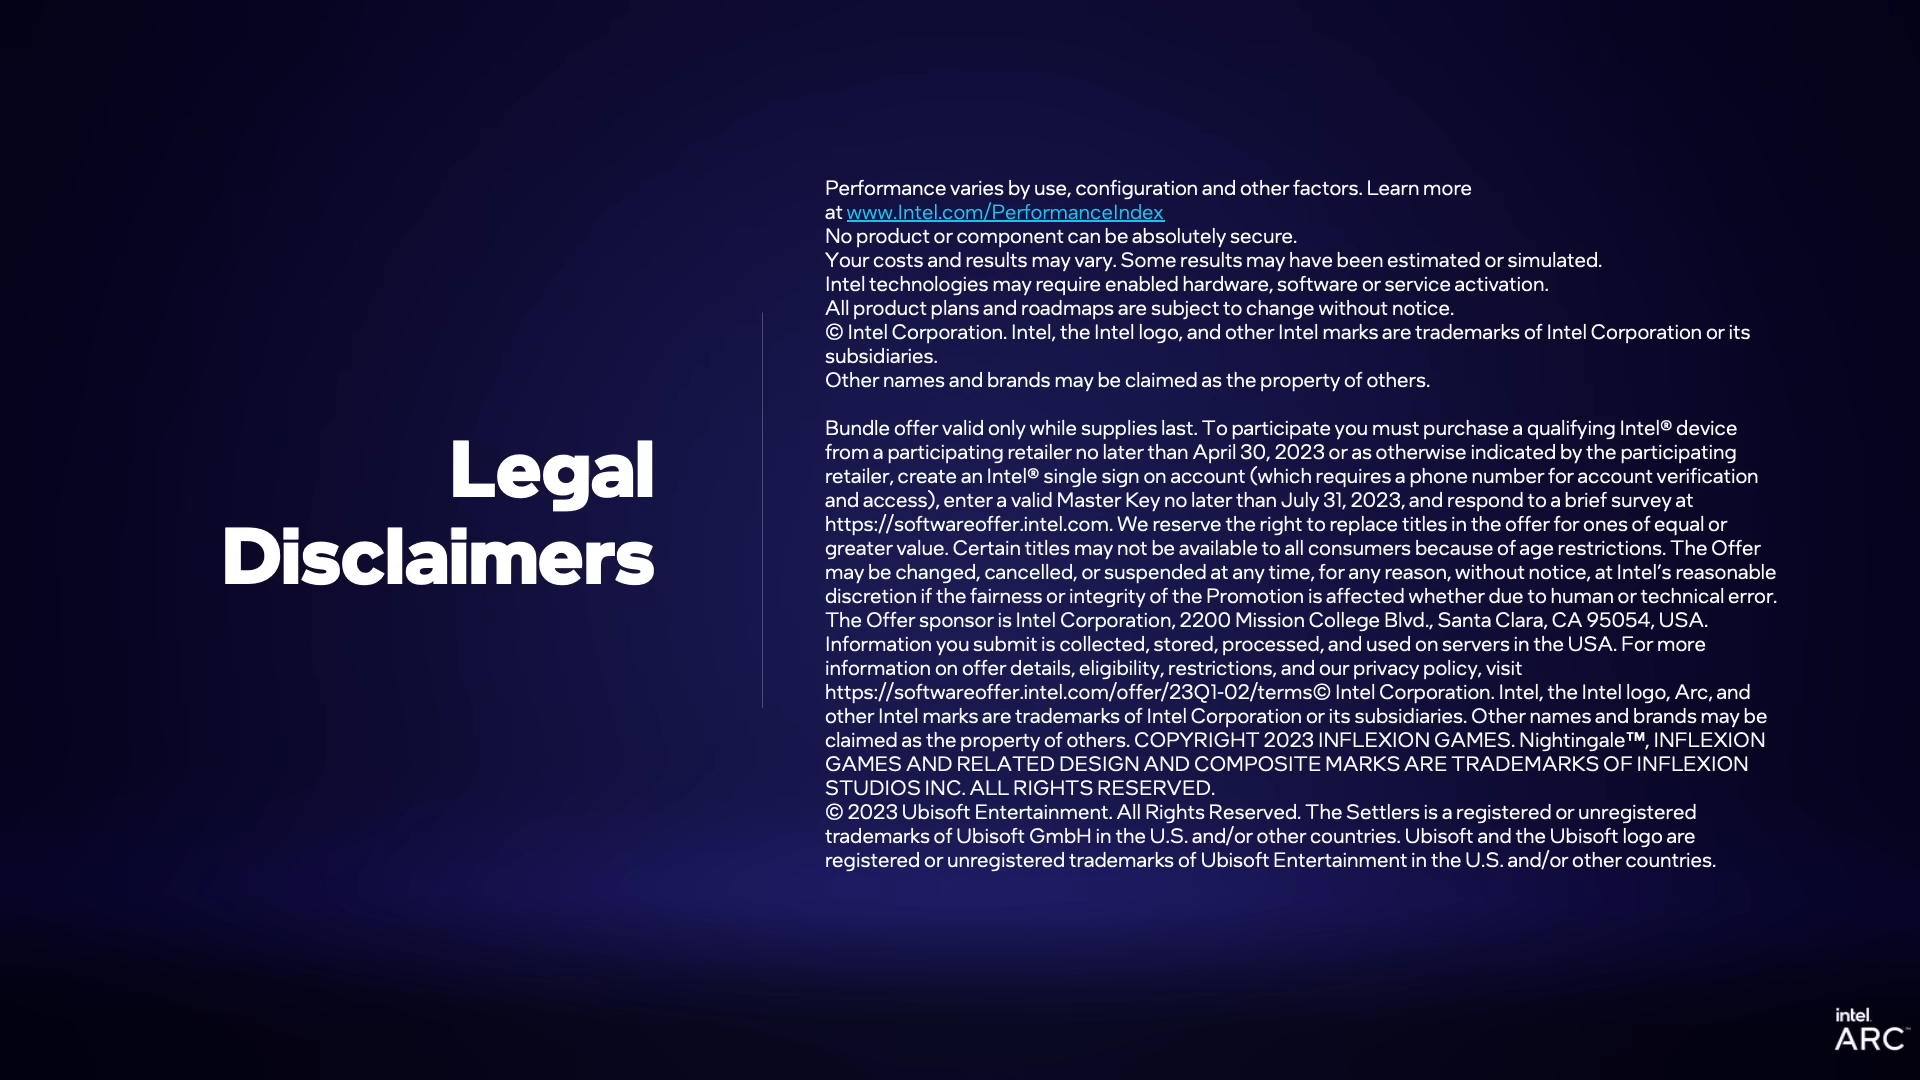 Legal
Disclaimers
Performance varies by use, configuration and other factors. Learn more
at www.Intel.com/PerformanceIndex
No product or component can be absolutely secure.
Your costs and results may vary. Some results may have been estimated or simulated.
Intel technologies may require enabled hardware, software or service activation.
All product plans and roadmaps are subject to change without notice.
© Intel Corporation. Intel, the Intel logo, and other Intel marks are trademarks of Intel Corporation or its
subsidiaries.
Other names and brands may be claimed as the property of others.
Bundle offer valid only while supplies last. To participate you must purchase a qualifying Intel® device
from a participating retailer no later than April 30, 2023 or as otherwise indicated by the participating
retailer, create an Intel® single sign on account (which requires a phone number for account verification
and access), enter a valid Master Key no later than July 31, 2023, and respond to a brief survey at
https://softwareoffer.intel.com. We reserve the right to replace titles in the offer for ones of equal or
greater value. Certain titles may not be available to all consumers because of age restrictions. The Offer
may be changed, cancelled, or suspended at any time, for any reason, without notice, at Intel's reasonable
discretion if the fairness or integrity of the Promotion is affected whether due to human or technical error.
The Offer sponsor is Intel Corporation, 2200 Mission College Blvd., Santa Clara, CA 95054, USA.
Information you submit is collected, stored, processed, and used on servers in the USA. For more
information on offer details, eligibility, restrictions, and our privacy policy, visit
https://softwareoffer.intel.com/offer/23Q1-02/terms© Intel Corporation. Intel, the Intel logo, Arc, and
other Intel marks are trademarks of Intel Corporation or its subsidiaries. Other names and brands may be
claimed as the property of others. COPYRIGHT 2023 INFLEXION GAMES. Nightingale™, INFLEXION
GAMES AND RELATED DESIGN AND COMPOSITE MARKS ARE TRADEMARKS OF INFLEXION
STUDIOS INC. ALL RIGHTS RESERVED.
© 2023 Ubisoft Entertainment. All Rights Reserved. The Settlers is a registered or unregistered
trademarks of Ubisoft GmbH in the U.S. and/or other countries. Ubisoft and the Ubisoft logo are
registered or unregistered trademarks of Ubisoft Entertainment in the U.S. and/or other countries.
intel
ARC™